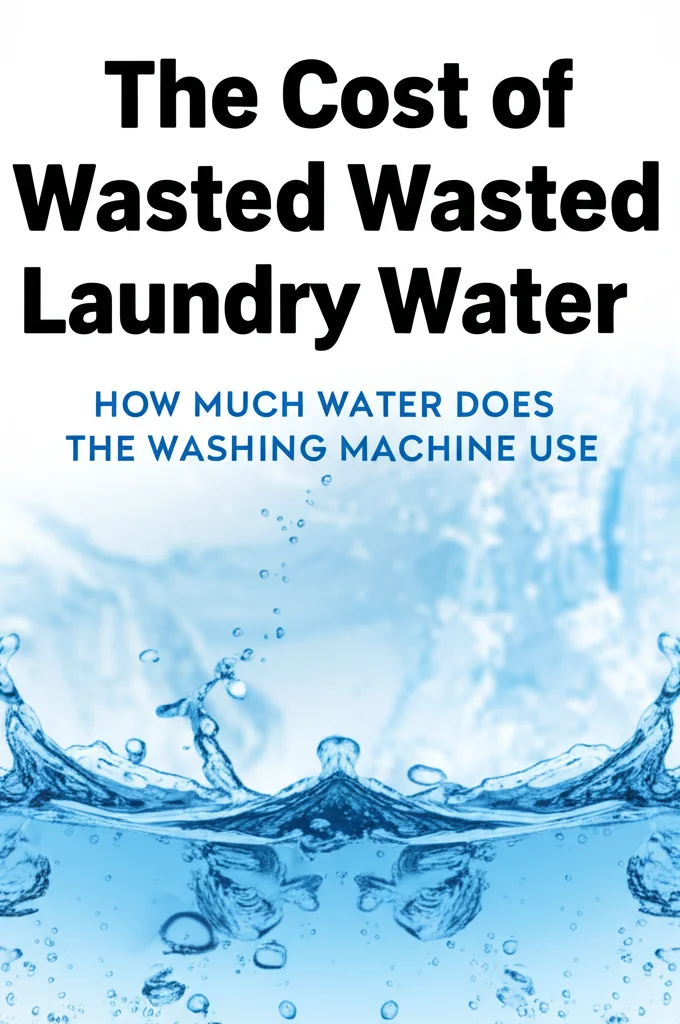 The Cost of
Wasted Wasted
Laundry Water
HOW MUCH WATER DOES
THE WASHING MACHINE USE